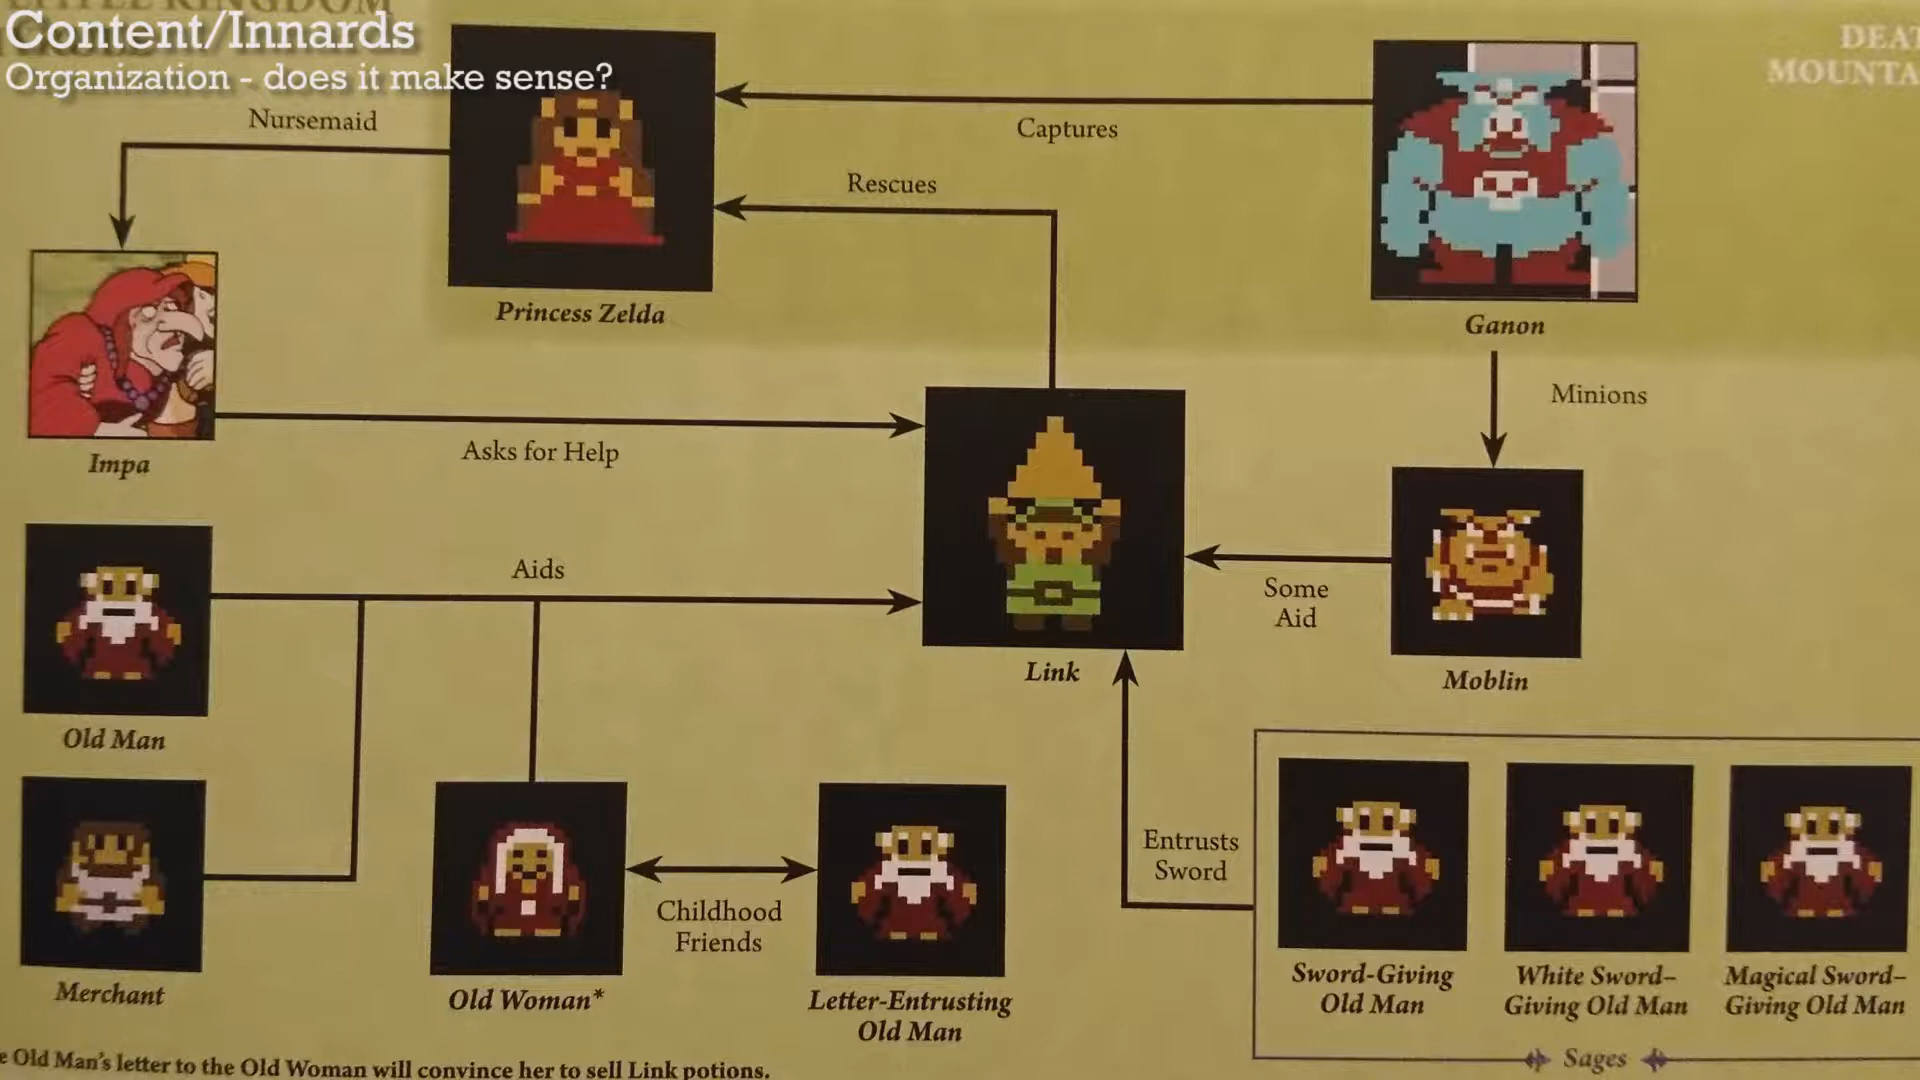 Content/Innards
Organization - does it make sense?
Nursemaid
Captures
Rescues
Princess Zelda
Ganon
Minions
Impa
Asks for Help
Aids
Some
Aid
Link
Moblin
Old Man
Entrusts
Sword
Childhood
Friends
Merchant
Old Woman*
Letter-Entrusting
Old Man
Sword-Giving
Old Man
White Sword–
Giving Old Man
Magical Sword–
Giving Old Man
Sages
Old Man's letter to the Old Woman will convince her to sell Link potions.